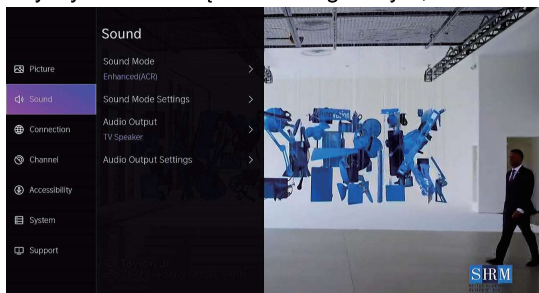 Sound
Picture
Sound
Connection
Channel
Accessibility
System
Support
Sound Mode
Enhanced(ACR)
Sound Mode Settings
Audio Output
TV Speaker
Audio Output Settings
SHRM